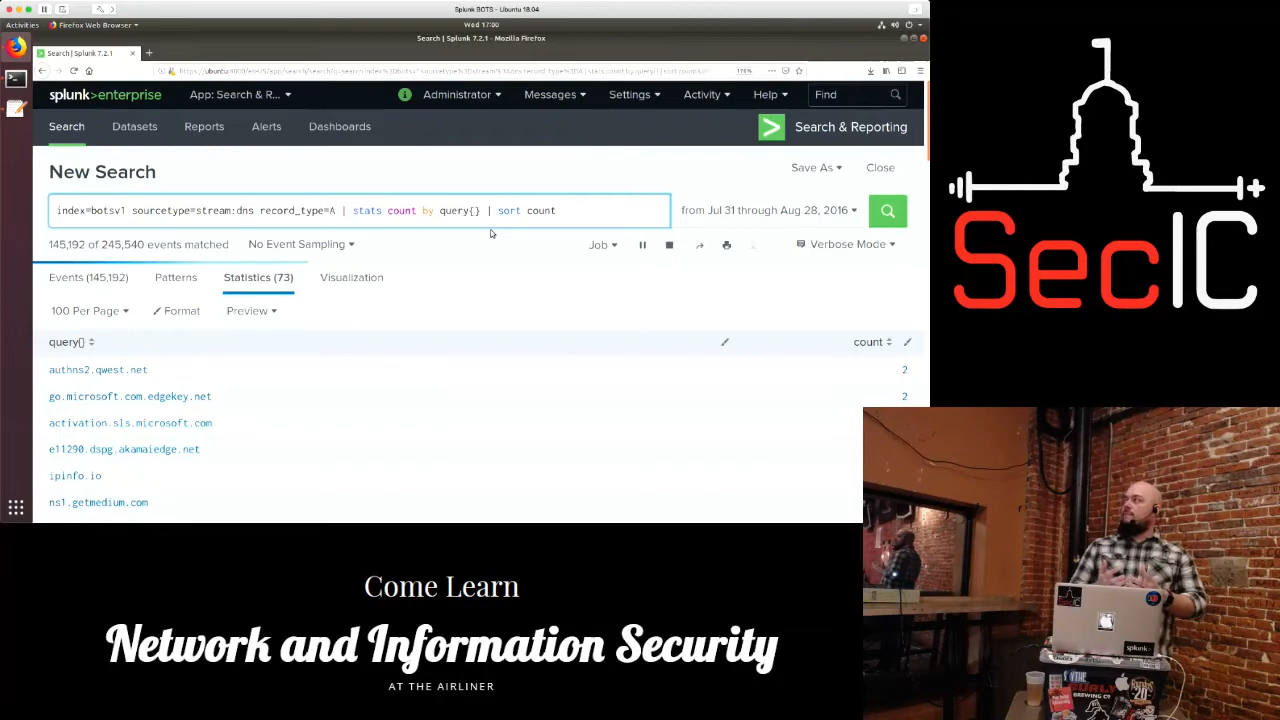 Splunk BOTS - Ubuntu 18.04
Activities
Firefox Web Browser
Wed 17:00
Search | Splunk 7.2.1 - Mozilla Firefox
Search | Splunk 7.2.1
splunk>enterprise
App: Search & R...
Administrator
Messages
Settings
Activity
Help
Find
Search
Datasets
Reports
Alerts
Dashboards
Search & Reporting
New Search
Save As
Close
index=botsv1 sourcetype=stream:dns record_type=A | stats count by query{} | sort count
from Jul 31 through Aug 28, 2016
145,192 of 245,540 events matched
No Event Sampling
Job
Verbose Mode
Events (145,192)
Patterns
Statistics (73)
Visualization
100 Per Page
Format
Preview
query{}
count
authns2.qwest.net
2
go.microsoft.com.edgekey.net
2
activation.sls.microsoft.com
e11290.dspg.akamaiedge.net
ipinfo.io
ns1.getmedium.com
SecIC
Come Learn
Network and Information Security
AT THE AIRLINER
SecIC
splunk>
BREWING CO.